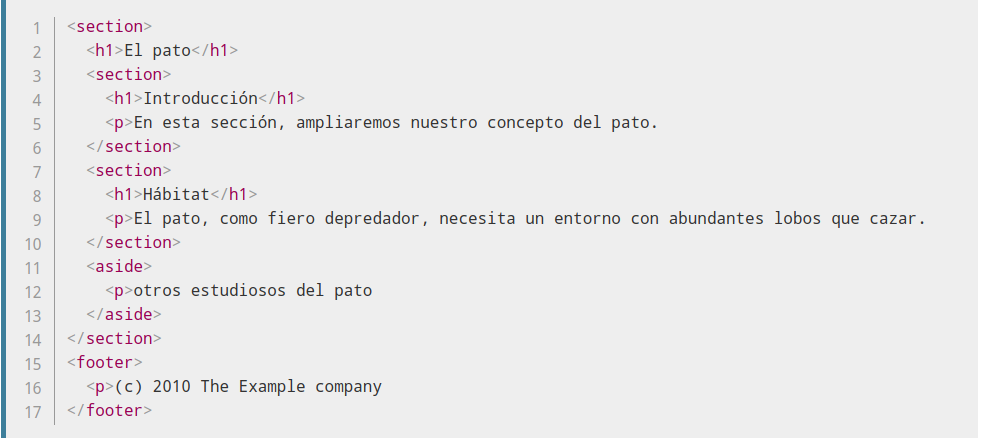 1 <section>
2   <h1>El pato</h1>
3   <section>
4     <h1>Introducción</h1>
5     <p>En esta sección, ampliaremos nuestro concepto del pato.
6   </section>
7   <section>
8     <h1>Hábitat</h1>
9     <p>El pato, como fiero depredador, necesita un entorno con abundantes lobos que cazar.
10   </section>
11   <aside>
12     <p>otros estudiosos del pato
13   </aside>
14 </section>
15 <footer>
16   <p>(c) 2010 The Example company
17 </footer>